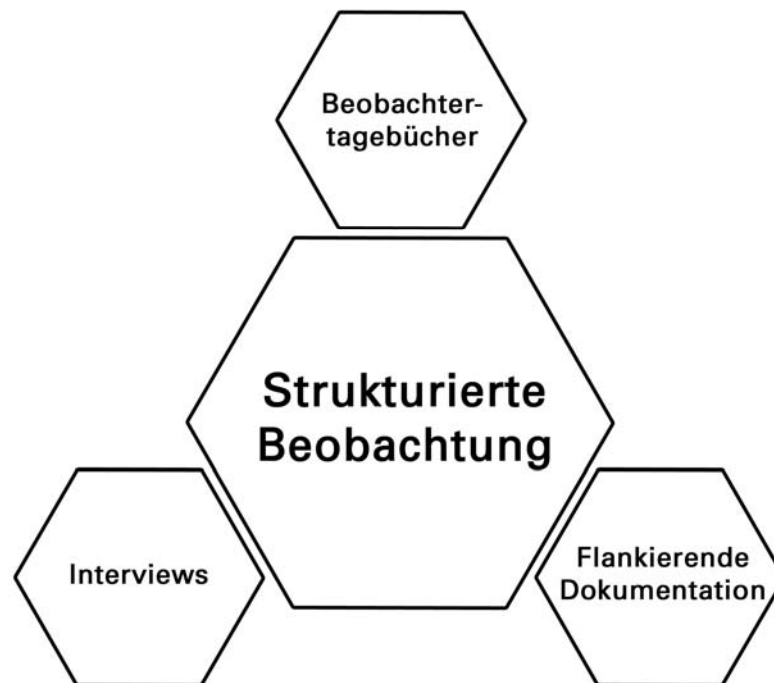 Beobachter-
tagebücher
Strukturierte
Beobachtung
Interviews
Flankierende
Dokumentation